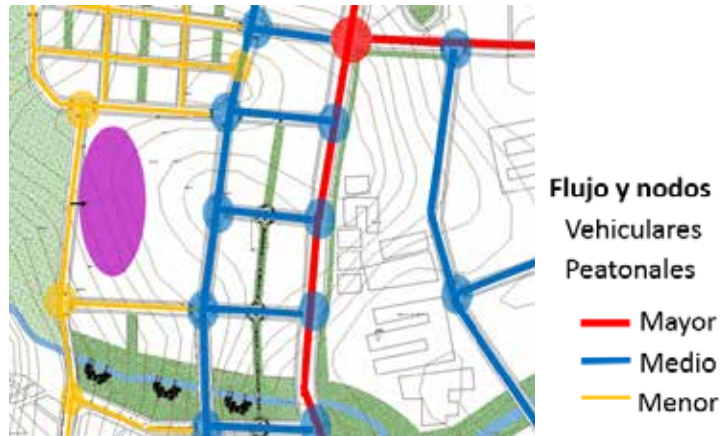 Flujo y nodos
Vehiculares
Peatonales
Mayor
Medio
Menor